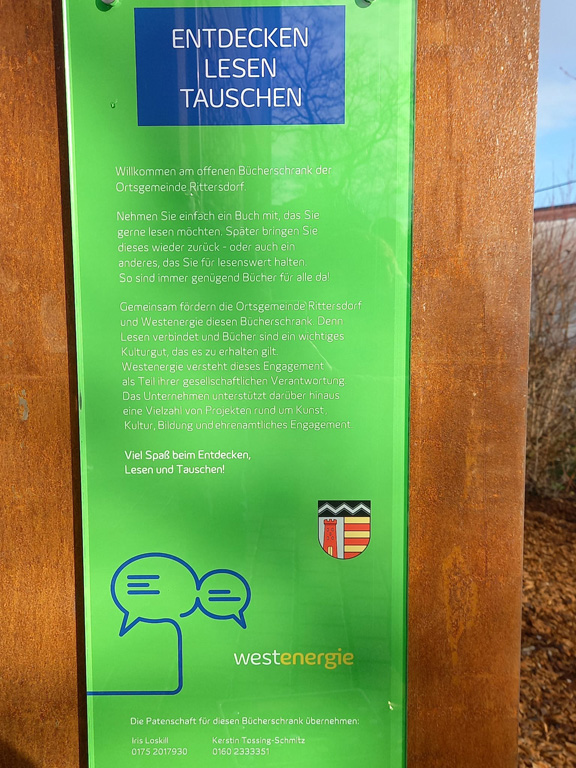 ENTDECKEN
LESEN
TAUSCHEN
Willkommen am offenen Bücherschrank der
Ortsgemeinde Rittersdorf.
Nehmen Sie einfach ein Buch mit, das Sie
gerne lesen möchten. Später bringen Sie
dieses wieder zurück - oder auch ein
anderes, das Sie für lesenswert halten.
So sind immer genügend Bücher für alle da!
Gemeinsam fördern die Ortsgemeinde Rittersdorf
und Westenergie diesen Bücherschrank. Denn
Lesen verbindet und Bücher sind ein wichtiges
Kulturgut, das es zu erhalten gilt.
Westenergie versteht dieses Engagement
als Teil ihrer gesellschaftlichen Verantwortung.
Das Unternehmen unterstützt darüber hinaus
eine Vielzahl von Projekten rund um Kunst,
Kultur, Bildung und ehrenamtliches Engagement.
Viel Spaß beim Entdecken,
Lesen und Tauschen!
westenergie
Die Patenschaft für diesen Bücherschrank übernehmen:
Iris Loskill Kerstin Tossing-Schmitz
0175 2017930 0160 2333351